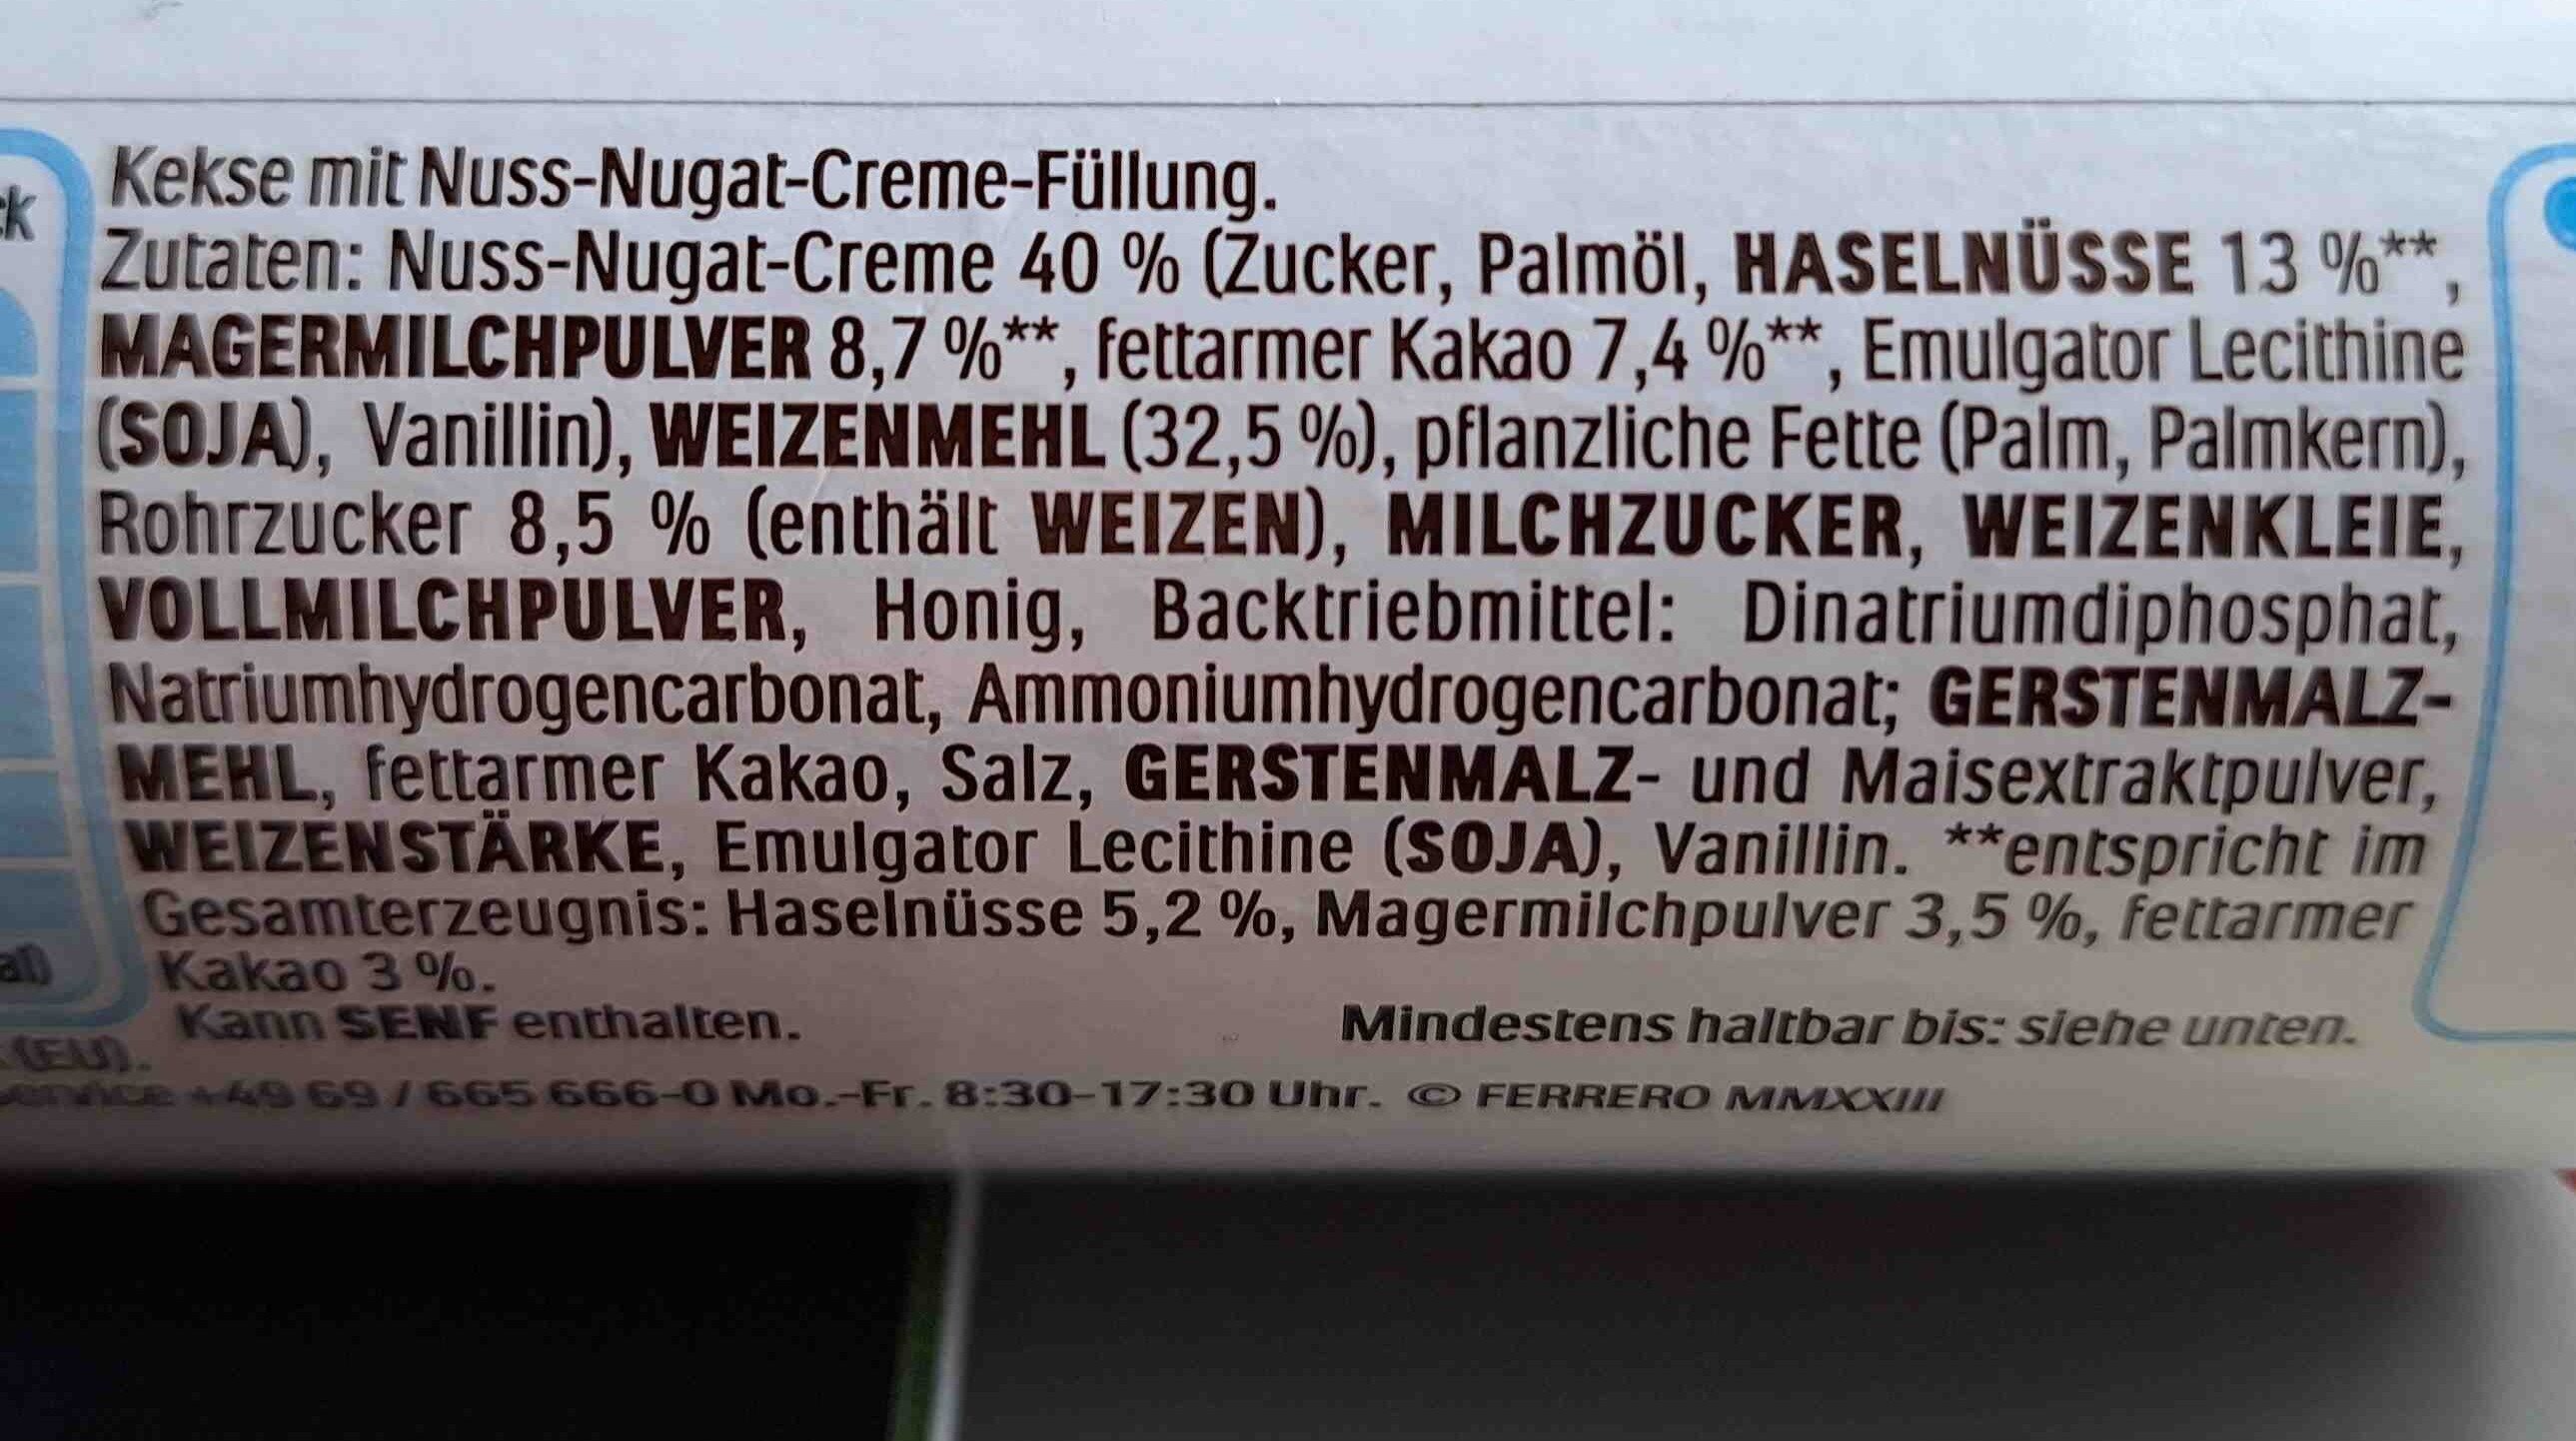 Kekse mit Nuss-Nugat-Creme-Füllung.
Zutaten: Nuss-Nugat-Creme 40 % (Zucker, Palmöl, HASELNÜSSE 13 %**,
MAGERMILCHPULVER 8,7 %**, fettarmer Kakao 7,4 %**, Emulgator Lecithine
(SOJA), Vanillin), WEIZENMEHL (32,5 %), pflanzliche Fette (Palm, Palmkern),
Rohrzucker 8,5 % (enthält WEIZEN), MILCHZUCKER, WEIZENKLEIE,
VOLLMILCHPULVER, Honig, Backtriebmittel: Dinatriumdiphosphat,
Natriumhydrogencarbonat, Ammoniumhydrogencarbonat; GERSTENMALZ-
MEHL, fettarmer Kakao, Salz, GERSTENMALZ- und Maisextraktpulver,
WEIZENSTÄRKE, Emulgator Lecithine (SOJA), Vanillin. **entspricht im
Gesamterzeugnis: Haselnüsse 5,2 %, Magermilchpulver 3,5 %, fettarmer
Kakao 3 %.
Kann SENF enthalten. Mindestens haltbar bis: siehe unten.
(EU).
service +49 69 / 665 666-0 Mo.-Fr. 8:30-17:30 Uhr. © FERRERO MMXXIII